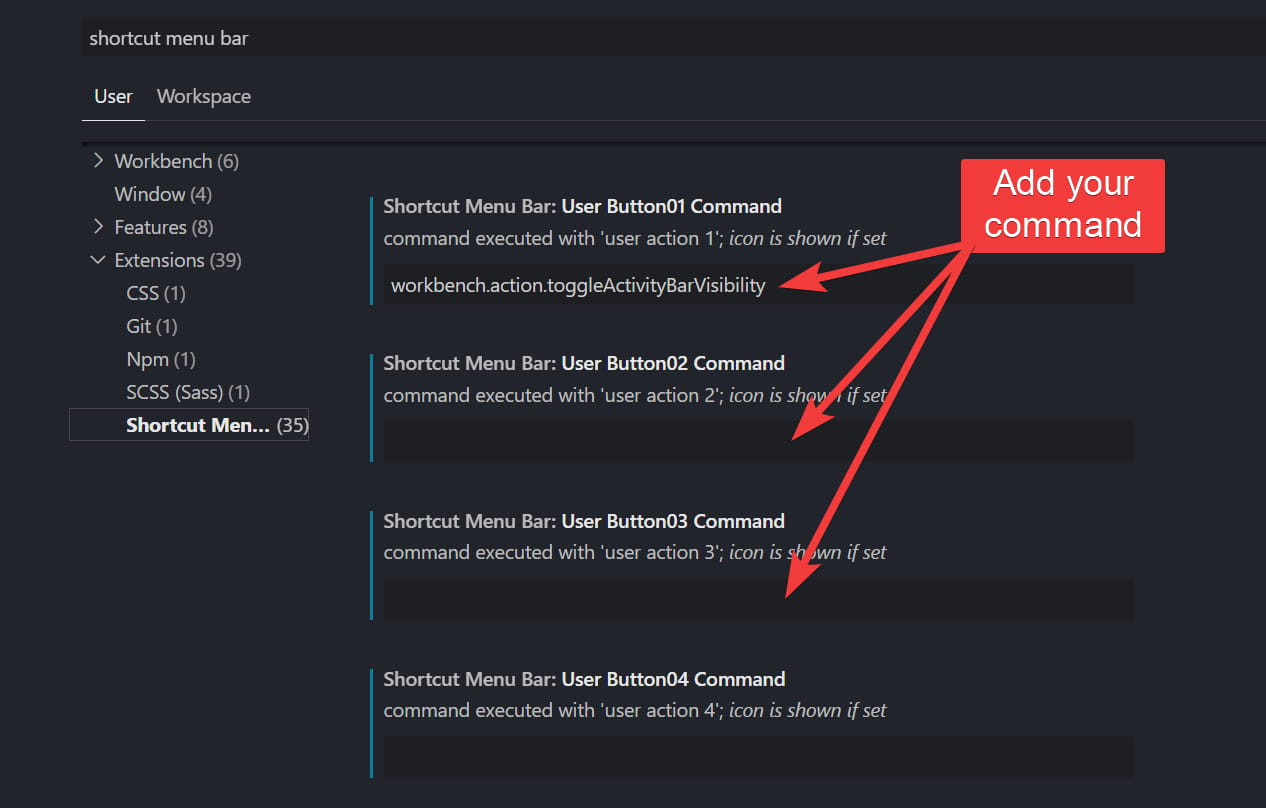 shortcut menu bar
User Workspace
Workbench (6)
Window (4)
Features (8)
Extensions (39)
CSS (1)
Git (1)
Npm (1)
SCSS (Sass) (1)
Shortcut Men... (35)
Add your
command
Shortcut Menu Bar: User Button01 Command
command executed with 'user action 1'; icon is shown if set
workbench.action.toggleActivityBarVisibility
Shortcut Menu Bar: User Button02 Command
command executed with 'user action 2'; icon is shown if set
Shortcut Menu Bar: User Button03 Command
command executed with 'user action 3'; icon is shown if set
Shortcut Menu Bar: User Button04 Command
command executed with 'user action 4'; icon is shown if set